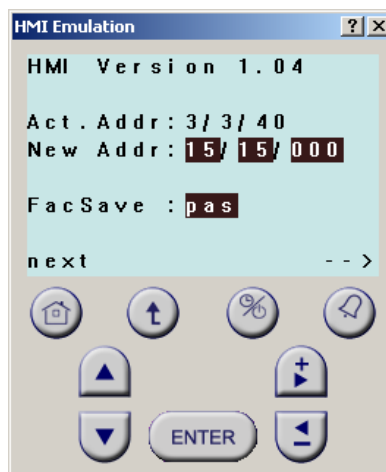 HMI Emulation
HMI Version 1.04
Act.Addr:3/3/40
New Addr:15/15/000
FacSave :pas
next -->
%
ENTER